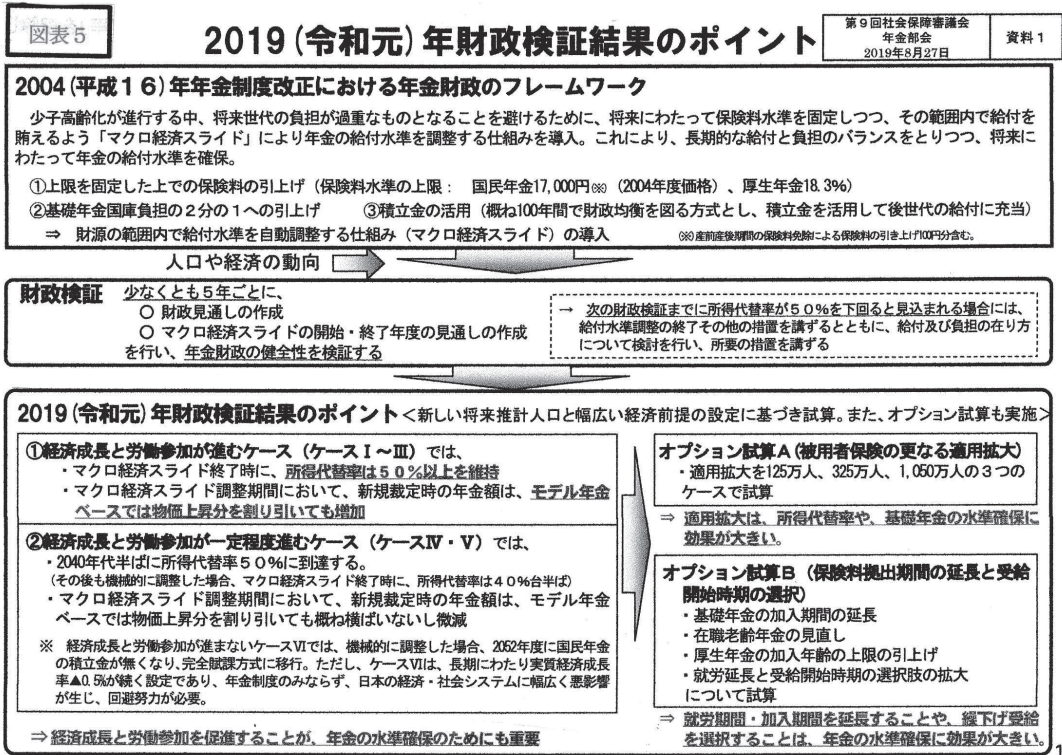 図表5
2019(令和元)年財政検証結果のポイント
第9回社会保障審議会
年金部会
2019年8月27日
資料1
2004(平成16)年年金制度改正における年金財政のフレームワーク
少子高齢化が進行する中、将来世代の負担が過重なものとなることを避けるために、将来にわたって保険料水準を固定しつつ、その範囲内で給付を
賄えるよう「マクロ経済スライド」により年金の給付水準を調整する仕組みを導入。これにより、長期的な給付と負担のバランスをとりつつ、将来に
わたって年金の給付水準を確保。
①上限を固定した上での保険料の引上げ（保険料水準の上限： 国民年金17,000円㈨（2004年度価格）、厚生年金18.3%）
②基礎年金国庫負担の2分の1への引上げ ③積立金の活用（概ね100年間で財政均衡を図る方式とし、積立金を活用して後世代の給付に充当）
⇒ 財源の範囲内で給付水準を自動調整する仕組み（マクロ経済スライド）の導入
(※)産前産後期間の保険料免除による保険料の引き上げ100円分含む。
人口や経済の動向
財政検証
少なくとも5年ごとに、
○ 財政見通しの作成
○ マクロ経済スライドの開始・終了年度の見通しの作成
を行い、年金財政の健全性を検証する
→ 次の財政検証までに所得代替率が50%を下回ると見込まれる場合には、
給付水準調整の終了その他の措置を講ずるとともに、給付及び負担の在り方
について検討を行い、所要の措置を講ずる
2019(令和元)年財政検証結果のポイント＜新しい将来推計人口と幅広い経済前提の設定に基づき試算。また、オプション試算も実施＞
①経済成長と労働参加が進むケース（ケースⅠ～Ⅲ）では、
・マクロ経済スライド終了時に、所得代替率は50%以上を維持
・マクロ経済スライド調整期間において、新規裁定時の年金額は、モデル年金
ベースでは物価上昇分を割り引いても増加
②経済成長と労働参加が一定程度進むケース（ケースⅣ・Ⅴ）では、
・2040年代半ばに所得代替率50%に到達する。
（その後も機械的に調整した場合、マクロ経済スライド終了時に、所得代替率は40%台半ば）
・マクロ経済スライド調整期間において、新規裁定時の年金額は、モデル年金
ベースでは物価上昇分を割り引いても概ね横ばいないし微減
※ 経済成長と労働参加が進まないケースⅥでは、機械的に調整した場合、2052年度に国民年金
の積立金が無くなり、完全賦課方式に移行。ただし、ケースⅥは、長期にわたり実質経済成長
率▲0.5%が続く設定であり、年金制度のみならず、日本の経済・社会システムに幅広く悪影響
が生じ、回避努力が必要。
⇒経済成長と労働参加を促進することが、年金の水準確保のためにも重要
オプション試算A（被用者保険の更なる適用拡大）
・適用拡大を125万人、325万人、1,050万人の3つの
ケースで試算
⇒ 適用拡大は、所得代替率や、基礎年金の水準確保に
効果が大きい。
オプション試算B（保険料拠出期間の延長と受給
開始時期の選択）
・基礎年金の加入期間の延長
・在職老齢年金の見直し
・厚生年金の加入年齢の上限の引上げ
・就労延長と受給開始時期の選択肢の拡大
について試算
⇒ 就労期間・加入期間を延長することや、繰下げ受給
を選択することは、年金の水準確保に効果が大きい。